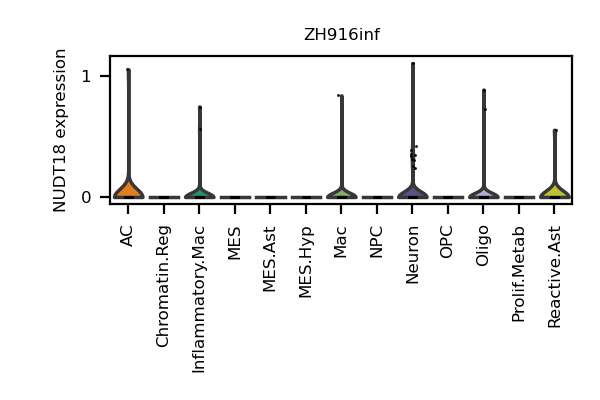 ZH916inf
NUDT18 expression
1
0
AC
Chromatin.Reg
Inflammatory.Mac
MES
MES.Ast
MES.Hyp
Mac
NPC
Neuron
OPC
Oligo
Prolif.Metab
Reactive.Ast